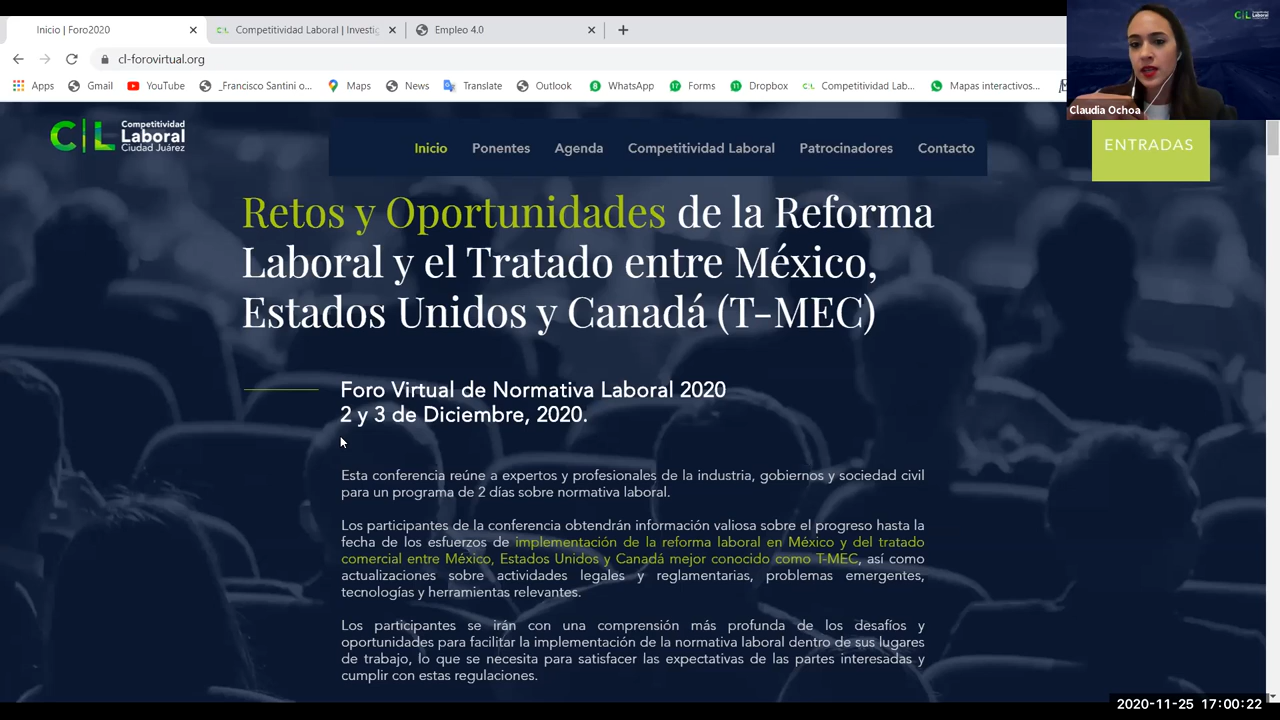 Inicio | Foro2020
Competitividad Laboral | Investig
Empleo 4.0
cl-forovirtual.org
Apps
Gmail
YouTube
_Francisco Santini o...
Maps
News
Translate
Outlook
WhatsApp
17 Forms
11 Dropbox
Competitividad Lab...
Mapas interactivos...
Claudia Ochoa
C|L Competitividad
Laboral
Ciudad Juárez
Inicio
Ponentes
Agenda
Competitividad Laboral
Patrocinadores
Contacto
ENTRADAS
Retos y Oportunidades de la Reforma
Laboral y el Tratado entre México,
Estados Unidos y Canadá (T-MEC)
Foro Virtual de Normativa Laboral 2020
2 y 3 de Diciembre, 2020.
Esta conferencia reúne a expertos y profesionales de la industria, gobiernos y sociedad civil
para un programa de 2 días sobre normativa laboral.
Los participantes de la conferencia obtendrán información valiosa sobre el progreso hasta la
fecha de los esfuerzos de implementación de la reforma laboral en México y del tratado
comercial entre México, Estados Unidos y Canadá mejor conocido como T-MEC, así como
actualizaciones sobre actividades legales y reglamentarias, problemas emergentes,
tecnologías y herramientas relevantes.
Los participantes se irán con una comprensión más profunda de los desafíos y
oportunidades para facilitar la implementación de la normativa laboral dentro de sus lugares
de trabajo, lo que se necesita para satisfacer las expectativas de las partes interesadas y
cumplir con estas regulaciones.
2020-11-25 17:00:22